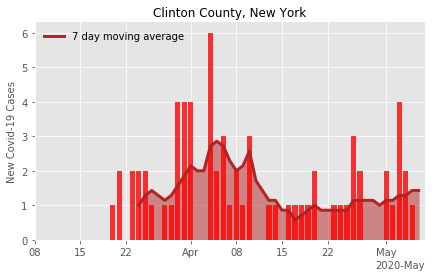 Clinton County, New York
7 day moving average
New Covid-19 Cases
6
5
4
3
2
1
0
08 15 22 Apr 08 15 22 May
2020-May